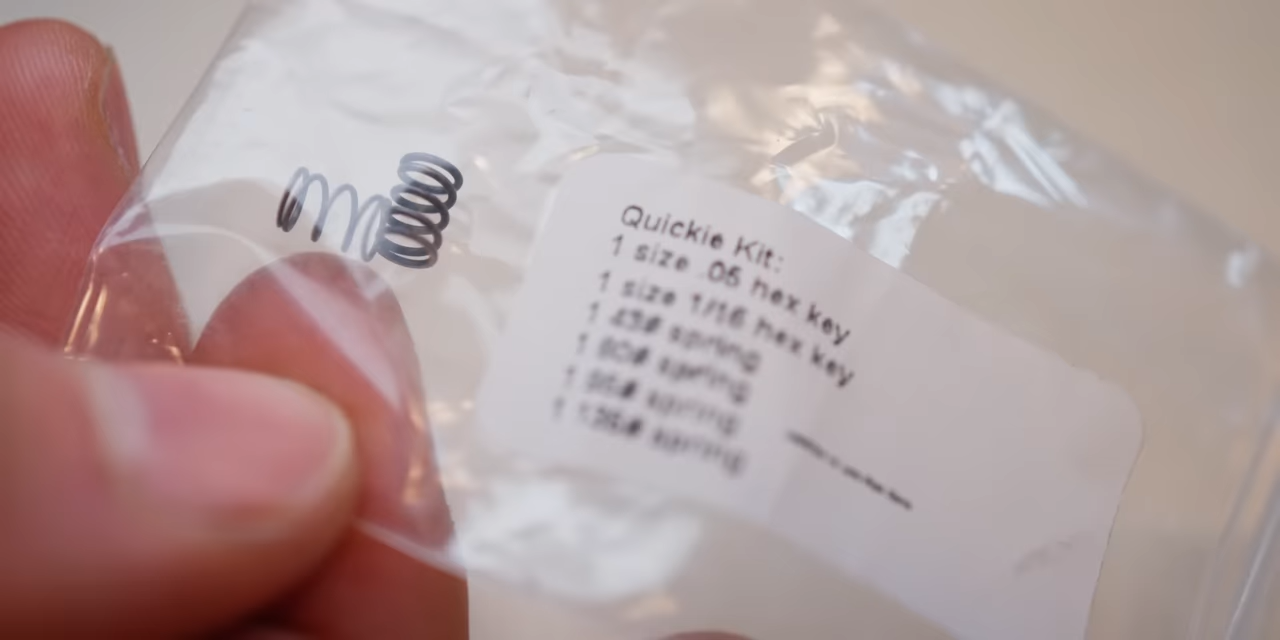 Quickie Kit:
1 size .05 hex key
1 size 1/16 hex key
1 43# spring
1 80# spring
1 95# spring
1 135# spring